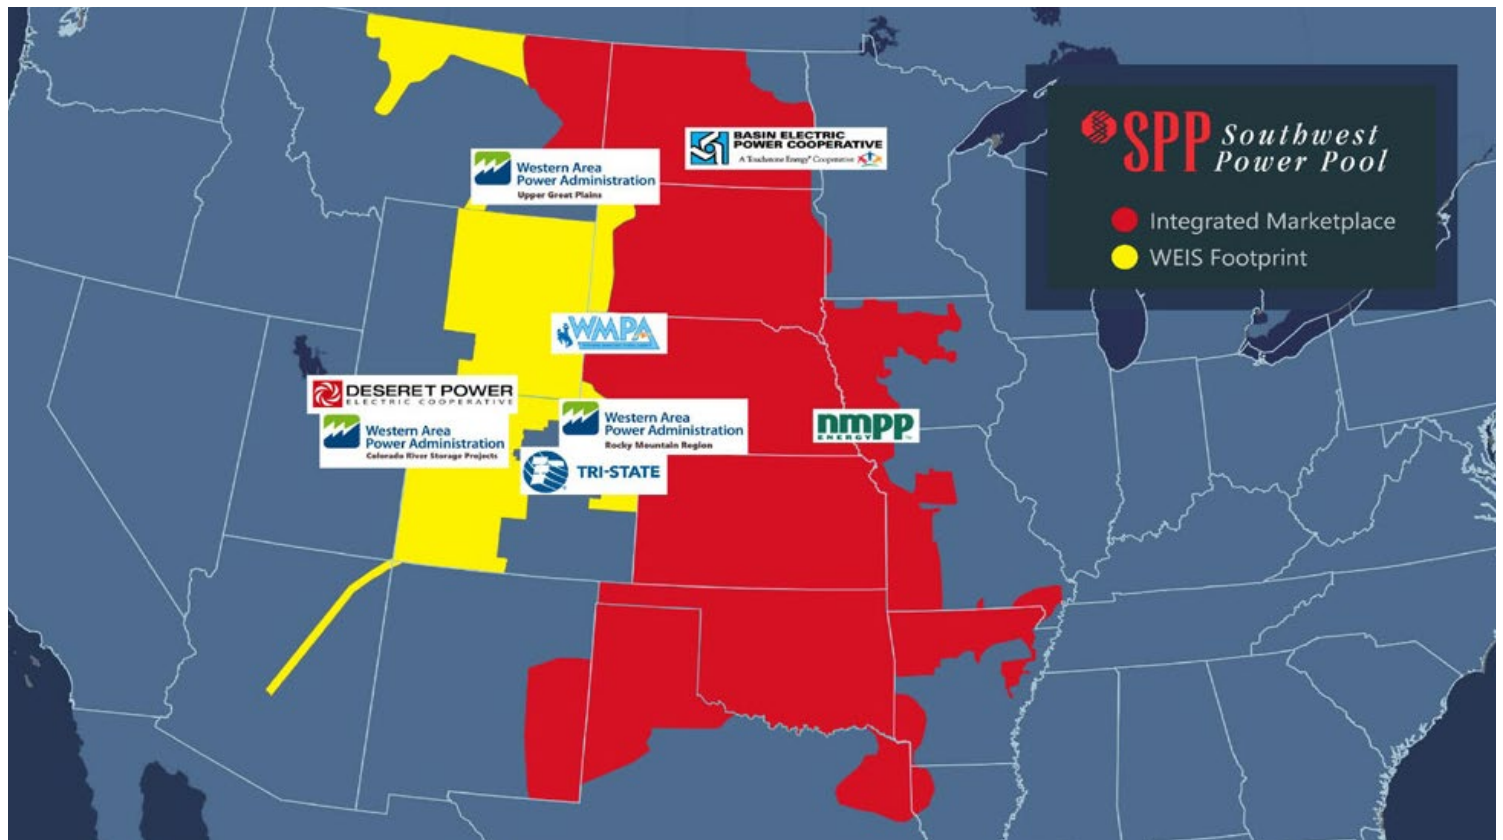 SPP Southwest
Power Pool
Integrated Marketplace
WEIS Footprint
BASIN ELECTRIC
POWER COOPERATIVE
A Touchstone Energy® Cooperative
Western Area
Power Administration
Upper Great Plains
WMPA
DESERET POWER
ELECTRIC COOPERATIVE
Western Area
Power Administration
Colorado River Storage Projects
Western Area
Power Administration
Rocky Mountain Region
nmpp
ENERGY™
TRI-STATE